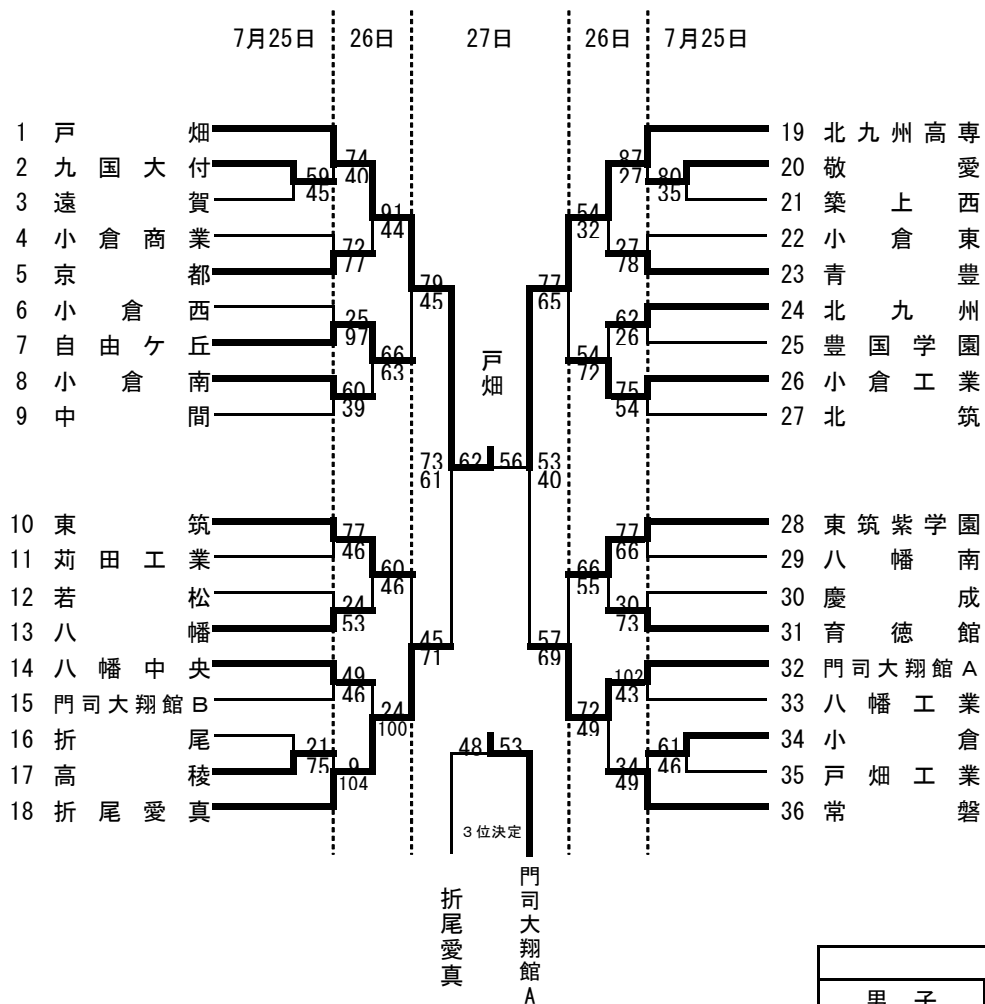 7月25日 26日 27日 26日 7月25日
1 戸畑
2 九国大付
3 遠賀
4 小倉商業
5 京都
6 小倉西
7 自由ケ丘
8 小倉南
9 中間
10 東筑
11 苅田工業
12 若松
13 八幡
14 八幡中央
15 門司大翔館B
16 折尾
17 高稜
18 折尾愛真
59
45
74
40
72
77
25
97
60
39
77
46
24
53
49
46
21
75
9
104
91
44
66
63
60
46
24
100
79
45
45
71
73
61
62 56
戸畑
53
40
77
65
57
69
54
32
54
72
66
55
72
49
87
27
27
78
62
26
75
54
77
66
30
73
102
43
34
49
80
35
61
46
19 北九州高専
20 敬愛
21 築上西
22 小倉東
23 青豊
24 北九州
25 豊国学園
26 小倉工業
27 北筑
28 東筑紫学園
29 八幡南
30 慶成
31 育徳館
32 門司大翔館A
33 八幡工業
34 小倉
35 戸畑工業
36 常磐
48 53
3位決定
折尾愛真
門司大翔館A
男子